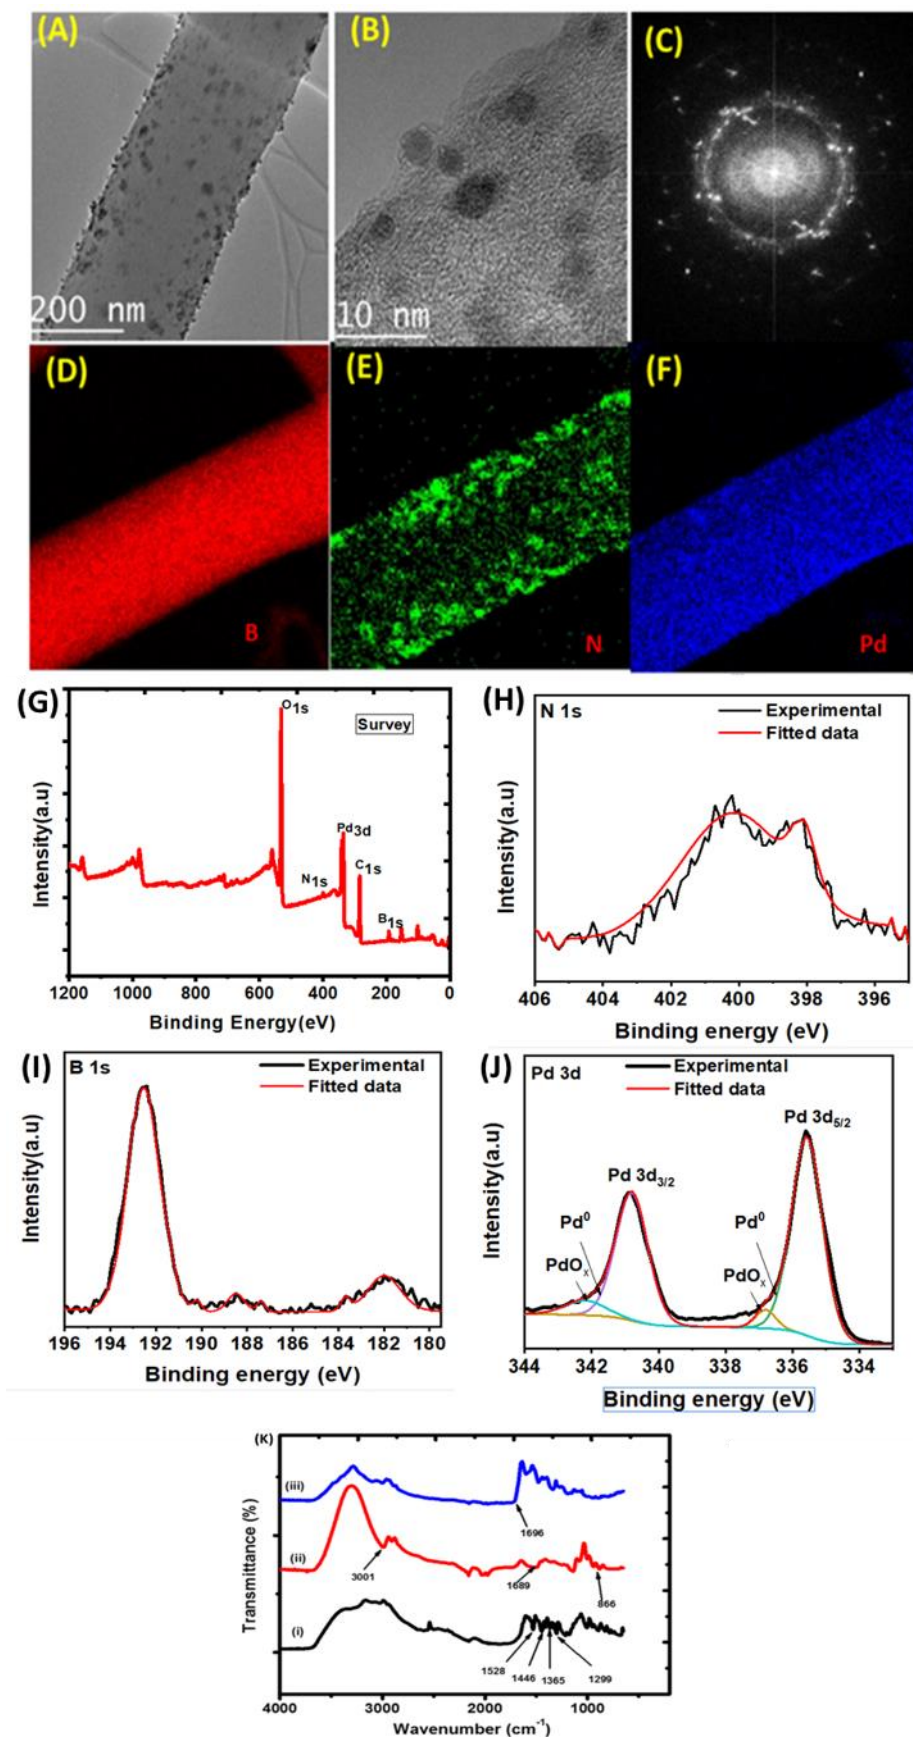 (A)
(B)
(C)
200 nm
10 nm
(D)
(E)
(F)
B
N
Pd
(G)
O1s
Survey
Pd3d
C1s
N1s
B1s
Intensity(a.u)
1200 1000 800 600 400 200 0
Binding Energy(eV)
(H)
N 1s
Experimental
Fitted data
Intensity(a.u)
406 404 402 400 398 396
Binding energy (eV)
(I)
B 1s
Experimental
Fitted data
Intensity(a.u)
196 194 192 190 188 186 184 182 180
Binding energy (eV)
(J)
Pd 3d
Experimental
Fitted data
Pd 3d5/2
Pd 3d3/2
Pd0
Pd0
PdOx
PdOx
Intensity(a.u)
344 342 340 338 336 334
Binding energy (eV)
(K)
(iii)
1696
(ii)
3001
1689
866
(i)
1528
1446
1365
1299
Transmittance (%)
4000 3000 2000 1000
Wavenumber (cm-1)